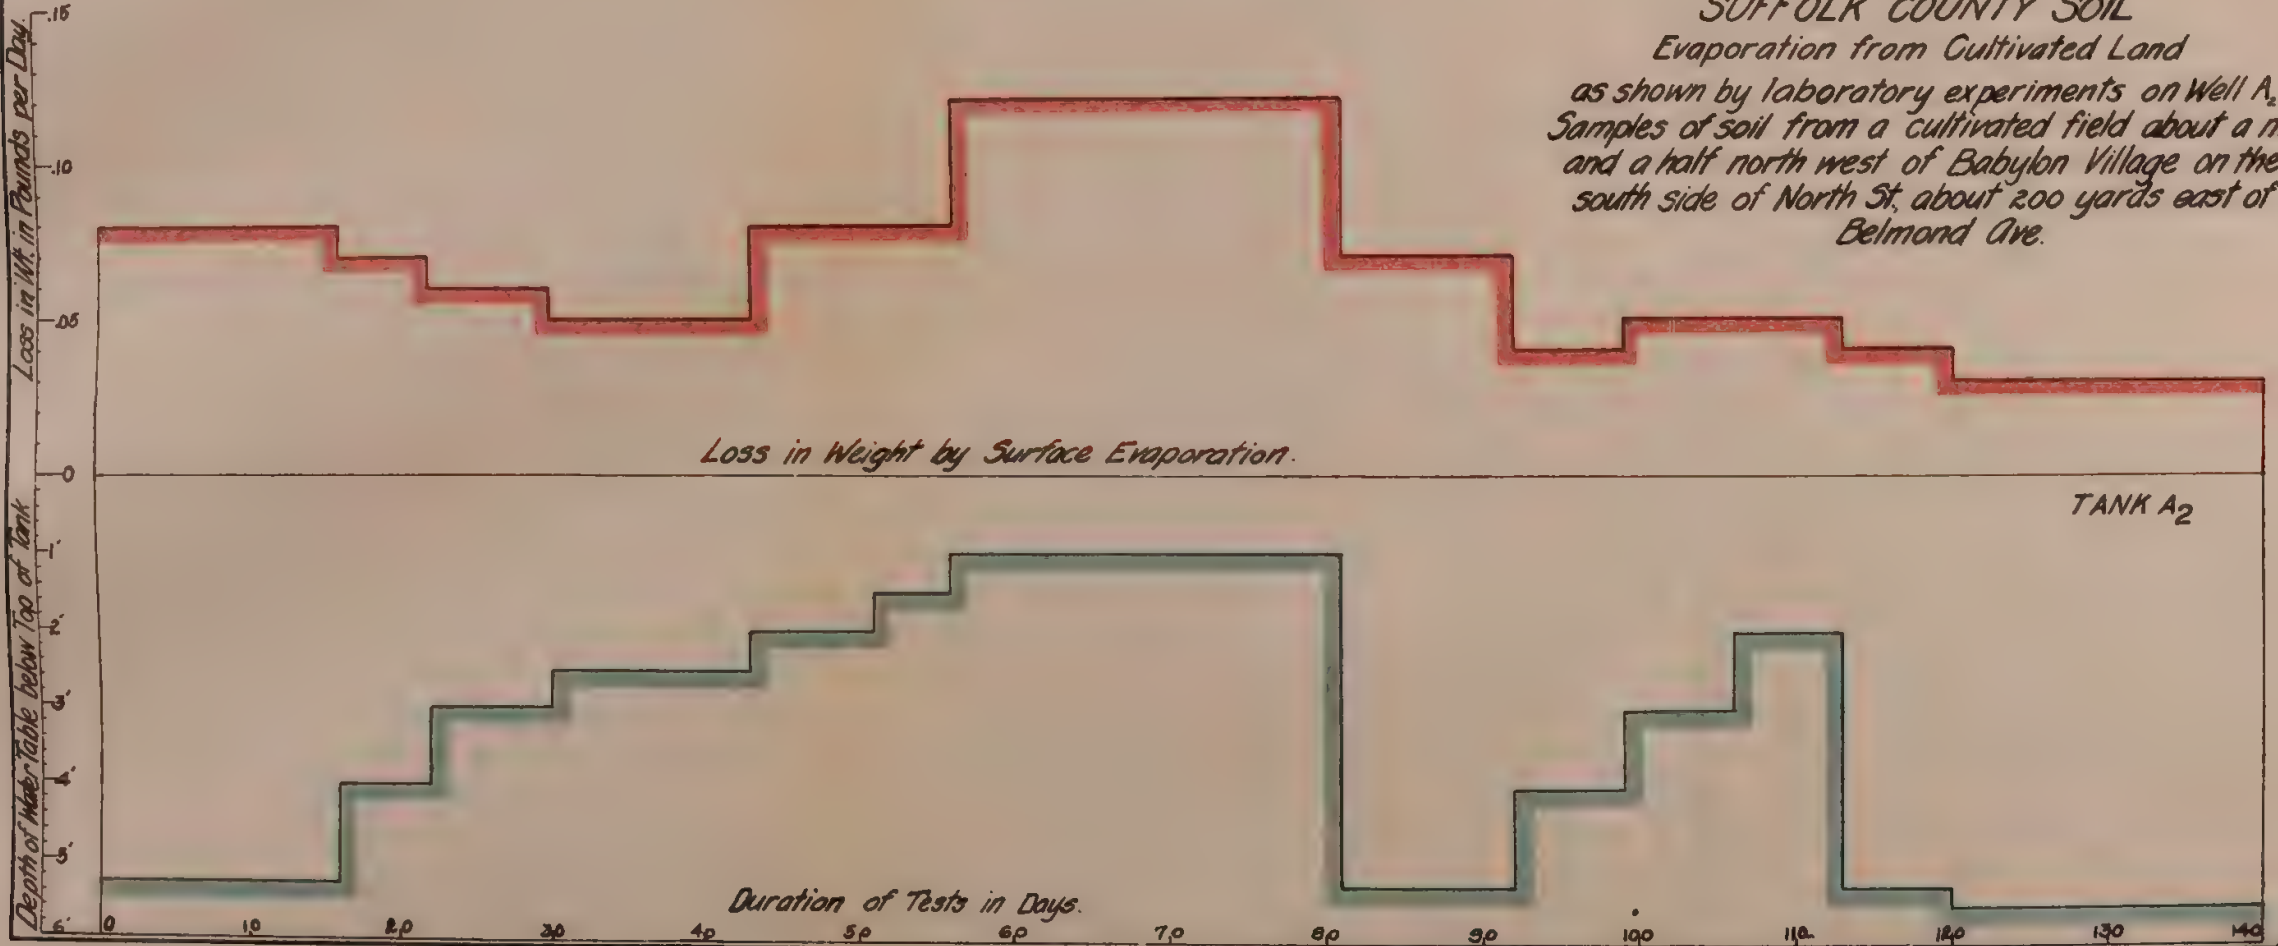 SUFFOLK COUNTY SOIL
Evaporation from Cultivated Land
as shown by laboratory experiments on Well A2
Samples of soil from a cultivated field about a
and a half north west of Babylon Village on the
south side of North St., about 200 yards east of
Belmond Ave.
Loss in Wt. in Pounds per Day.
.15
.10
.05
0
Loss in Weight by Surface Evaporation.
TANK A2
Depth of Water Table below Top of Tank
1'
2'
3'
4'
5'
6'
Duration of Tests in Days.
0 10 20 30 40 50 60 70 80 90 100 110 120 130 140